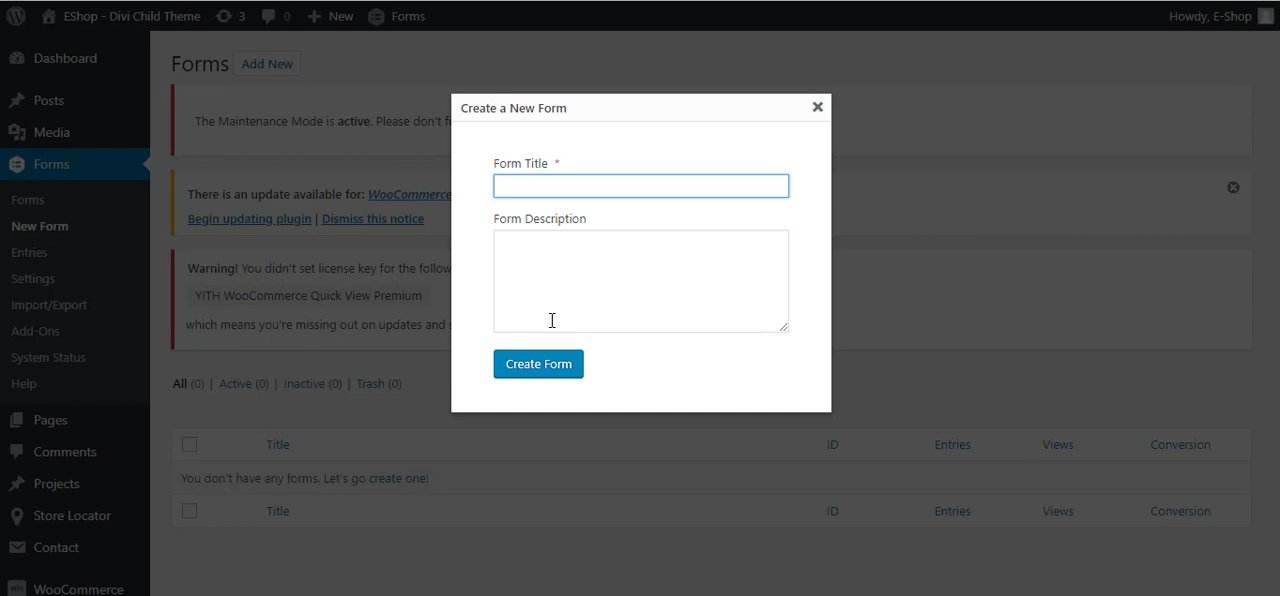 EShop - Divi Child Theme 3 0 New Forms Howdy, E-Shop
Dashboard
Posts
Media
Forms
Forms
New Form
Entries
Settings
Import/Export
Add-Ons
System Status
Help
Pages
Comments
Projects
Store Locator
Contact
WooCommerce
Forms Add New
The Maintenance Mode is active. Please don't
There is an update available for: WooCommerce
Begin updating plugin | Dismiss this notice
Warning! You didn't set license key for the follow
YITH WooCommerce Quick View Premium
which means you're missing out on updates and
All (0) | Active (0) | Inactive (0) | Trash (0)
Title ID Entries Views Conversion
You don't have any forms. Let's go create one!
Title ID Entries Views Conversion
Create a New Form
Form Title *
Form Description
Create Form